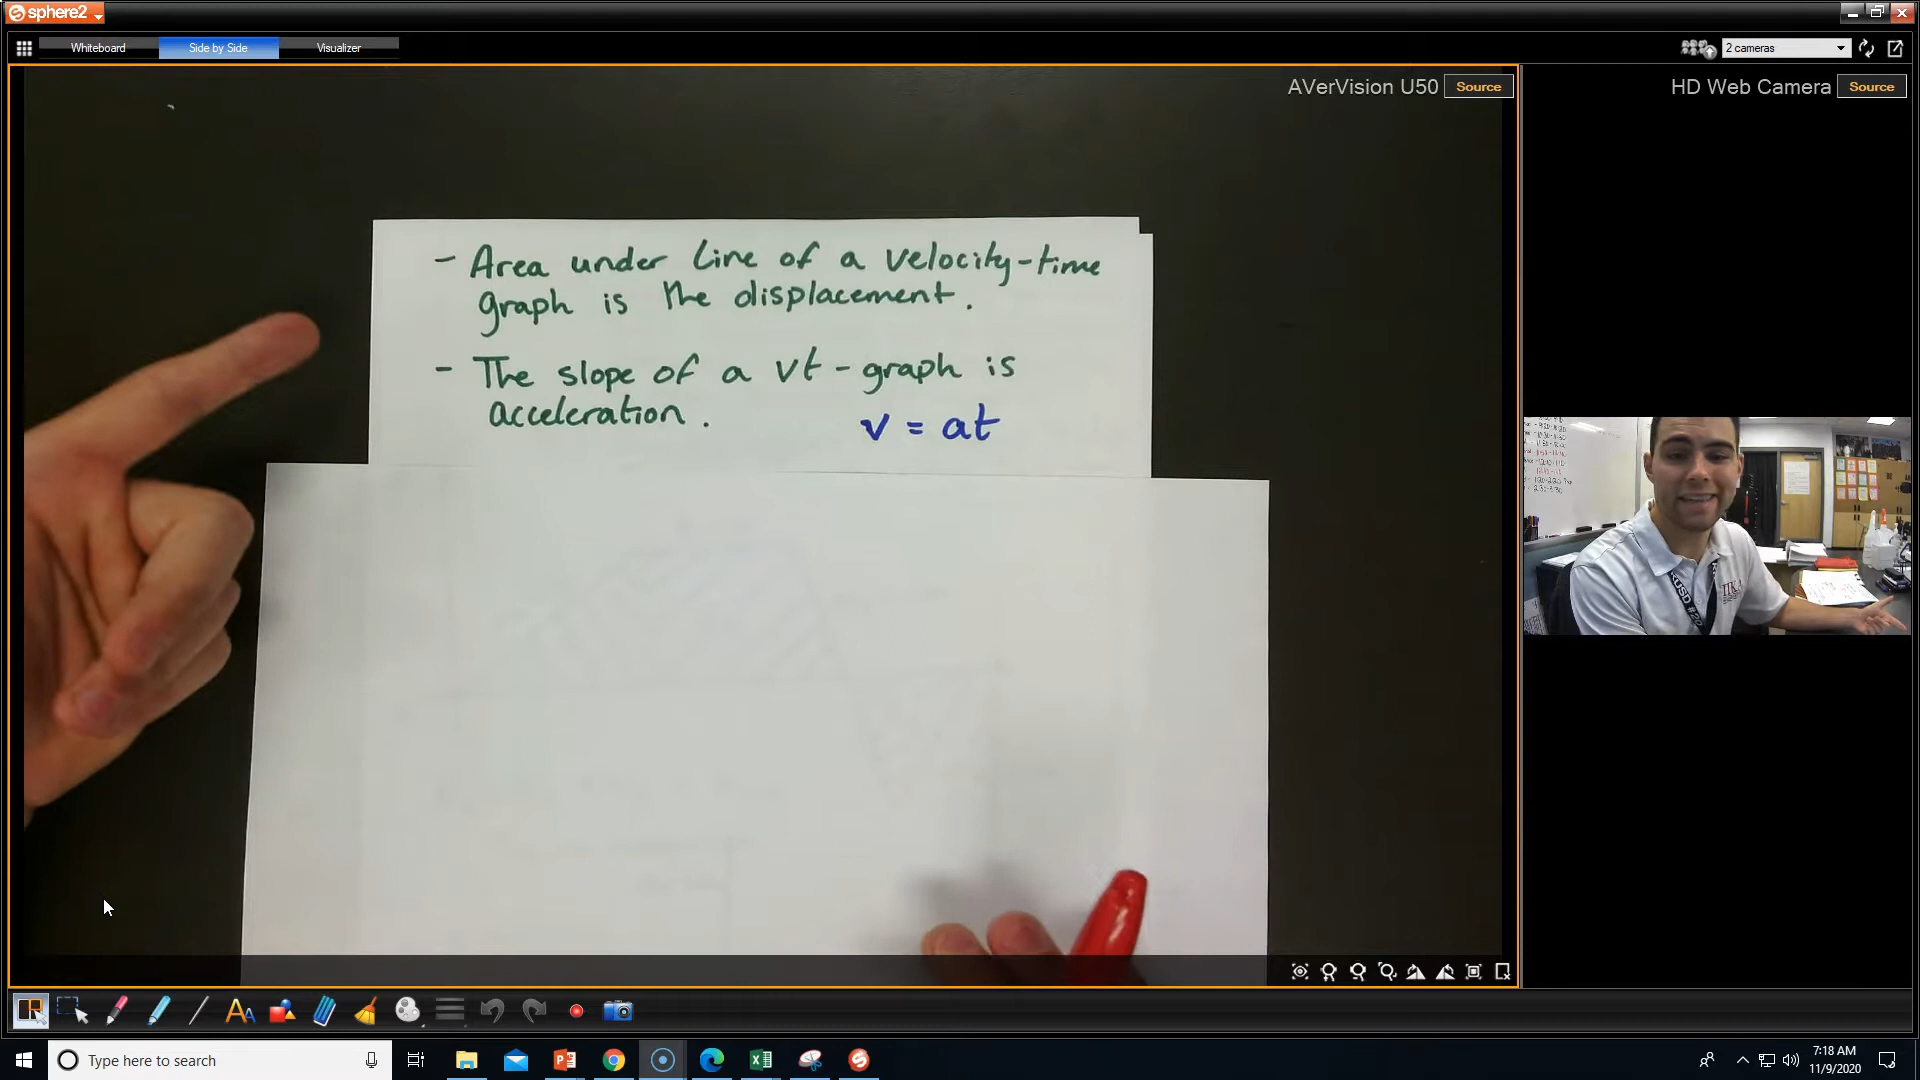 sphere2
Whiteboard Side by Side Visualizer
2 cameras
AVerVision U50 Source
HD Web Camera Source
- Area under line of a velocity-time
graph is the displacement.
- The slope of a vt-graph is
acceleration.
v = at
KUSD
ΠKA
Type here to search
7:18 AM
11/9/2020